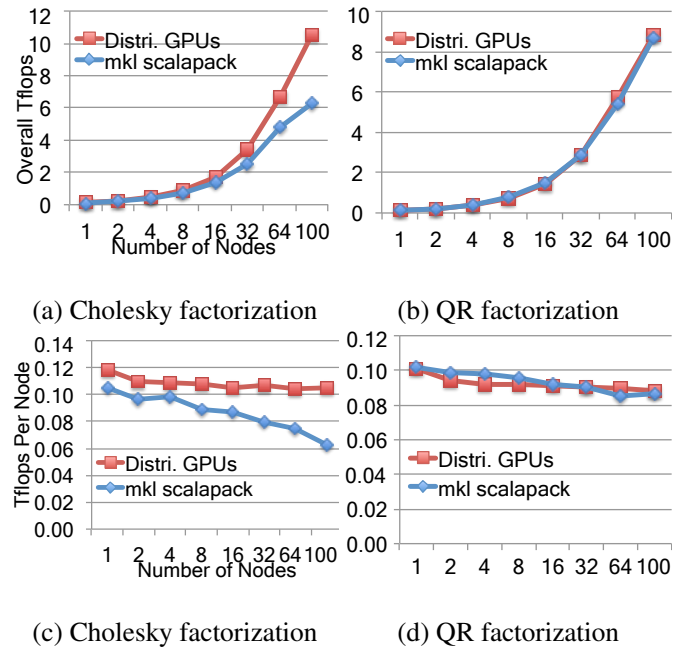 12
10
8
6
4
2
0
Overall Tflops
Distri. GPUs
mkl scalapack
1 2 4 8 16 32 64 100
Number of Nodes
(a) Cholesky factorization
10
8
6
4
2
0
Distri. GPUs
mkl scalapack
1 2 4 8 16 32 64 100
(b) QR factorization
0.14
0.12
0.10
0.08
0.06
0.04
0.02
0.00
Tflops Per Node
Distri. GPUs
mkl scalapack
1 2 4 8 16 32 64 100
Number of Nodes
(c) Cholesky factorization
0.12
0.10
0.08
0.06
0.04
0.02
0.00
Distri. GPUs
mkl scalapack
1 2 4 8 16 32 64 100
(d) QR factorization